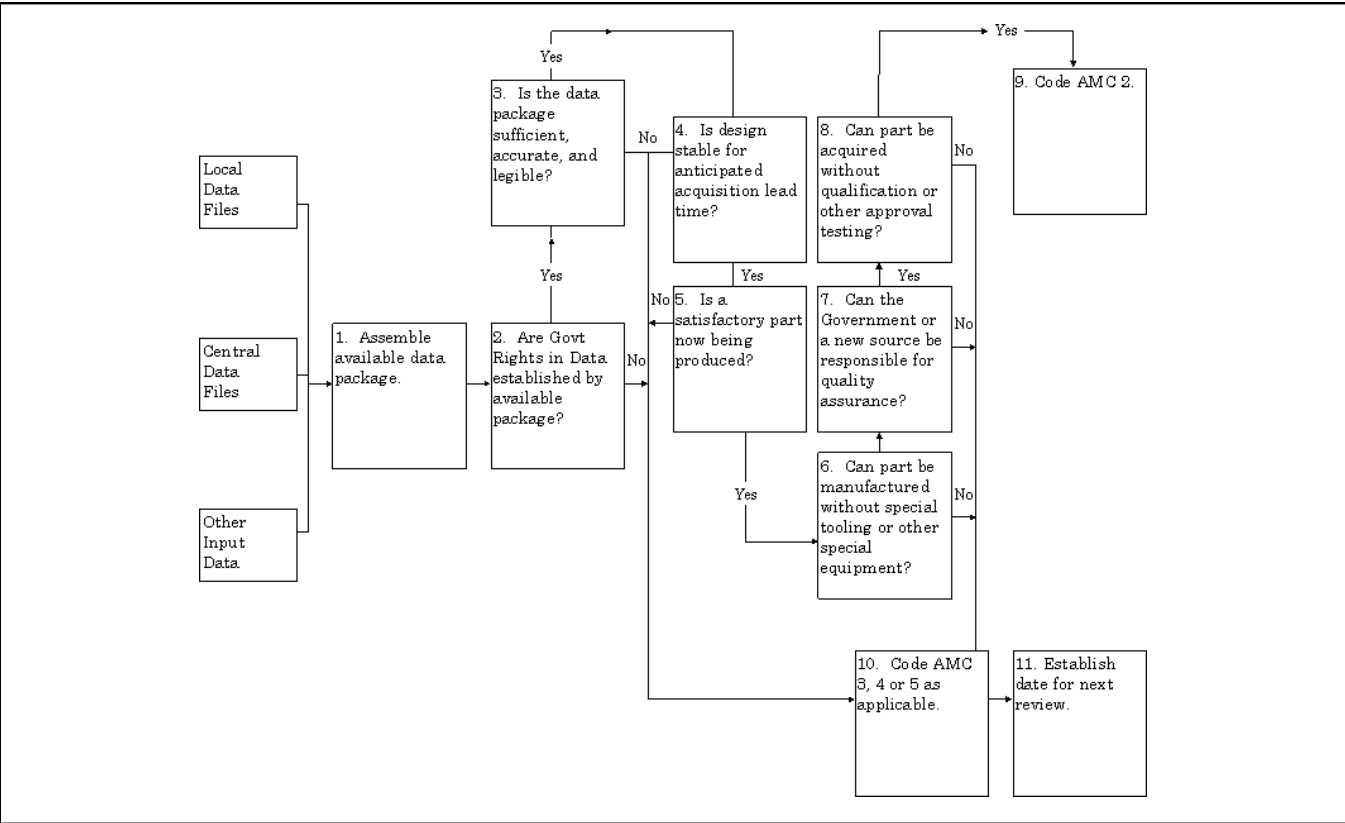 Local
Data
Files
Central
Data
Files
Other
Input
Data
1. Assemble
available data
package.
2. Are Govt
Rights in Data
established by
available
package?
No
Yes
3. Is the data
package
sufficient,
accurate, and
legible?
Yes
No
4. Is design
stable for
anticipated
acquisition lead
time?
Yes
No
5. Is a
satisfactory part
now being
produced?
Yes
6. Can part be
manufactured
without special
tooling or other
special
equipment?
No
7. Can the
Government or
a new source be
responsible for
quality
assurance?
No
Yes
8. Can part be
acquired
without
qualification or
other approval
testing?
No
Yes
9. Code AMC 2.
10. Code AMC
3, 4 or 5 as
applicable.
11. Establish
date for next
review.